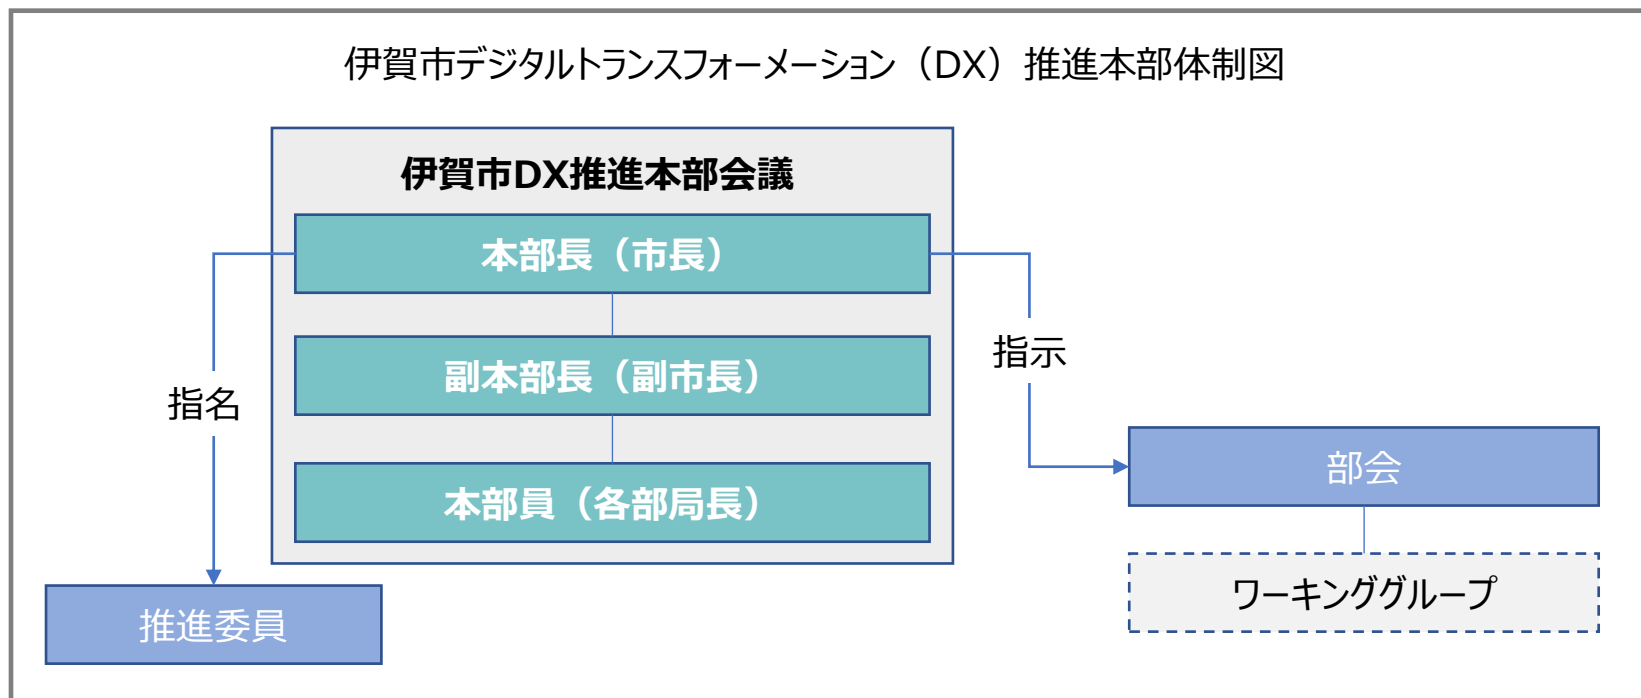 伊賀市デジタルトランスフォーメーション（DX）推進本部体制図
伊賀市DX推進本部会議
本部長（市長）
副本部長（副市長）
指示
指名
部会
本部員（各部局長）
ワーキンググループ
推進委員